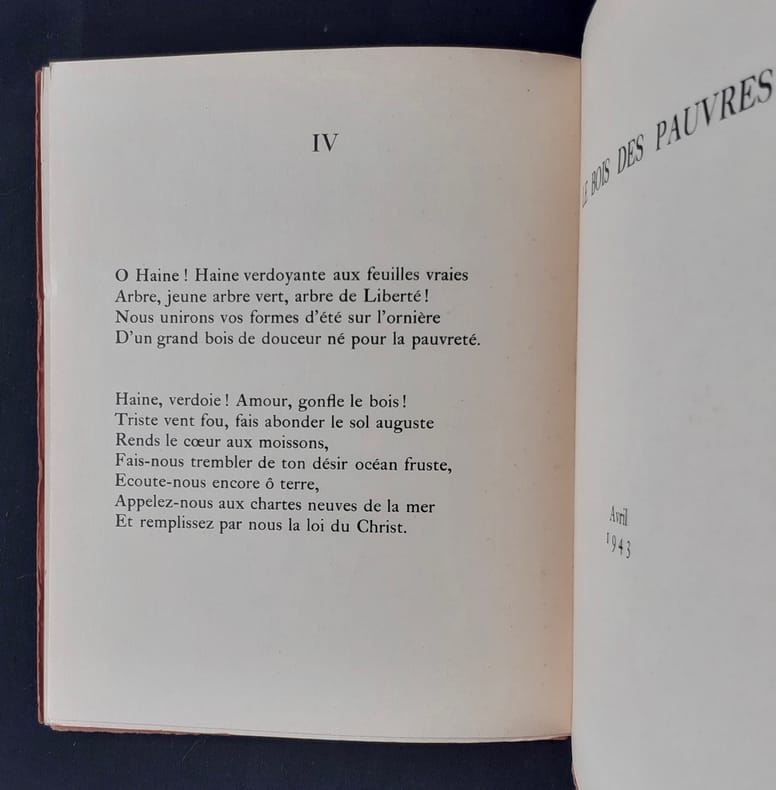 IV
O Haine ! Haine verdoyante aux feuilles vraies
Arbre, jeune arbre vert, arbre de Liberté !
Nous unirons vos formes d’été sur l’ornière
D’un grand bois de douceur né pour la pauvreté.
Haine, verdoie ! Amour, gonfle le bois !
Triste vent fou, fais abonder le sol auguste
Rends le cœur aux moissons,
Fais-nous trembler de ton désir océan fruste,
Ecoute-nous encore ô terre,
Appelez-nous aux chartes neuves de la mer
Et remplissez par nous la loi du Christ.
LE BOIS DES PAUVRES
Avril
1943